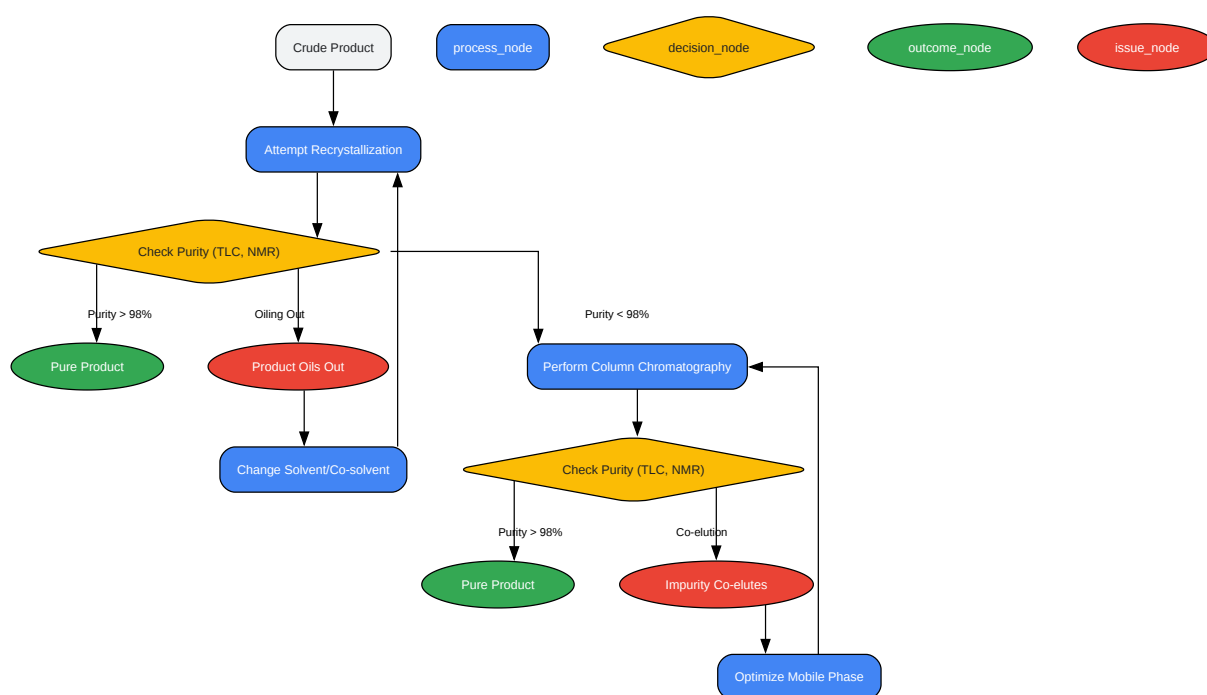 Crude Product
process_node
decision_node
outcome_node
issue_node
Attempt Recrystallization
Check Purity (TLC, NMR)
Purity > 98%
Oiling Out
Purity < 98%
Pure Product
Product Oils Out
Perform Column Chromatography
Change Solvent/Co-solvent
Check Purity (TLC, NMR)
Purity > 98%
Co-elution
Pure Product
Impurity Co-elutes
Optimize Mobile Phase